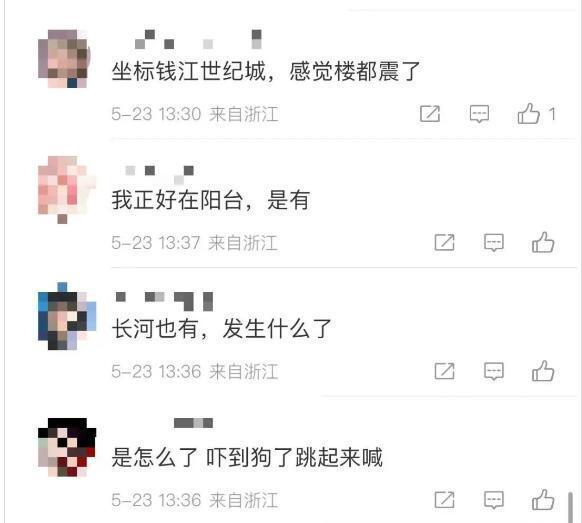 坐标钱江世纪城，感觉楼都震了
5-23 13:30 来自浙江 1
我正好在阳台，是有
5-23 13:37 来自浙江
长河也有，发生什么了
5-23 13:36 来自浙江
是怎么了 吓到狗了跳起来喊
5-23 13:36 来自浙江